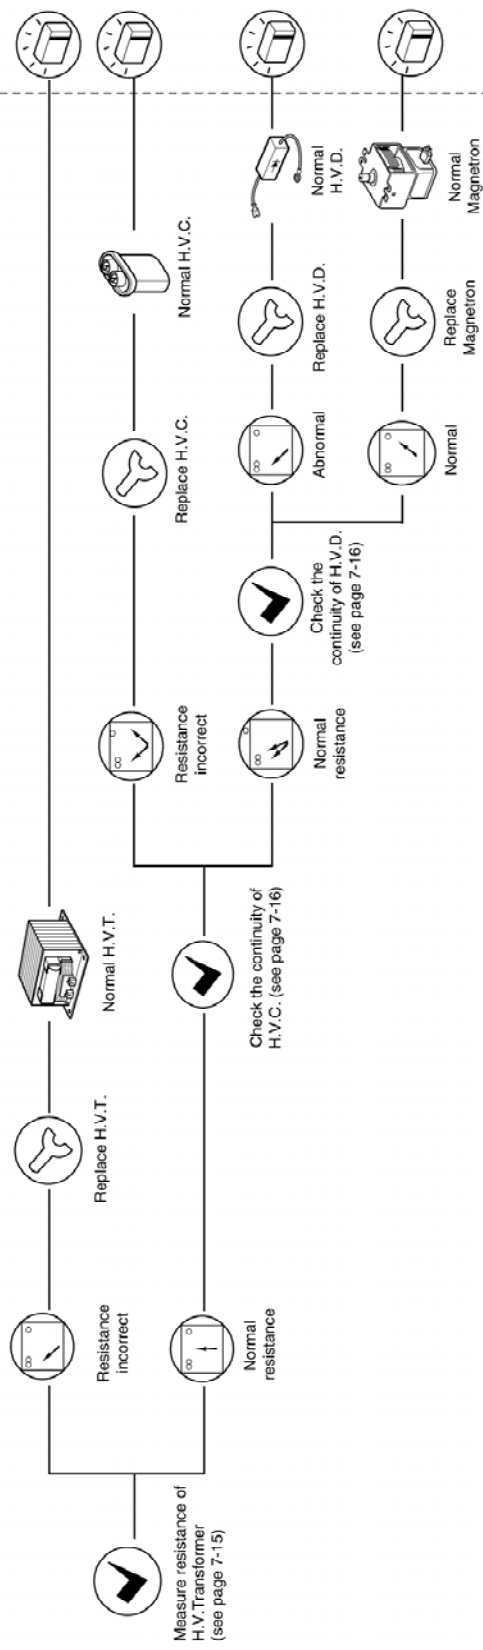 Measure resistance of
H.V.Transformer
(see page 7-15)
Resistance
incorrect
Replace H.V.T.
Normal H.V.T.
Normal
resistance
Check the continuity of
H.V.C. (see page 7-16)
Resistance
incorrect
Replace H.V.C.
Normal H.V.C.
Normal
resistance
Check the
continuity of H.V.D.
(see page 7-16)
Abnormal
Replace H.V.D.
Normal
H.V.D.
Normal
Replace
Magnetron
Normal
Magnetron